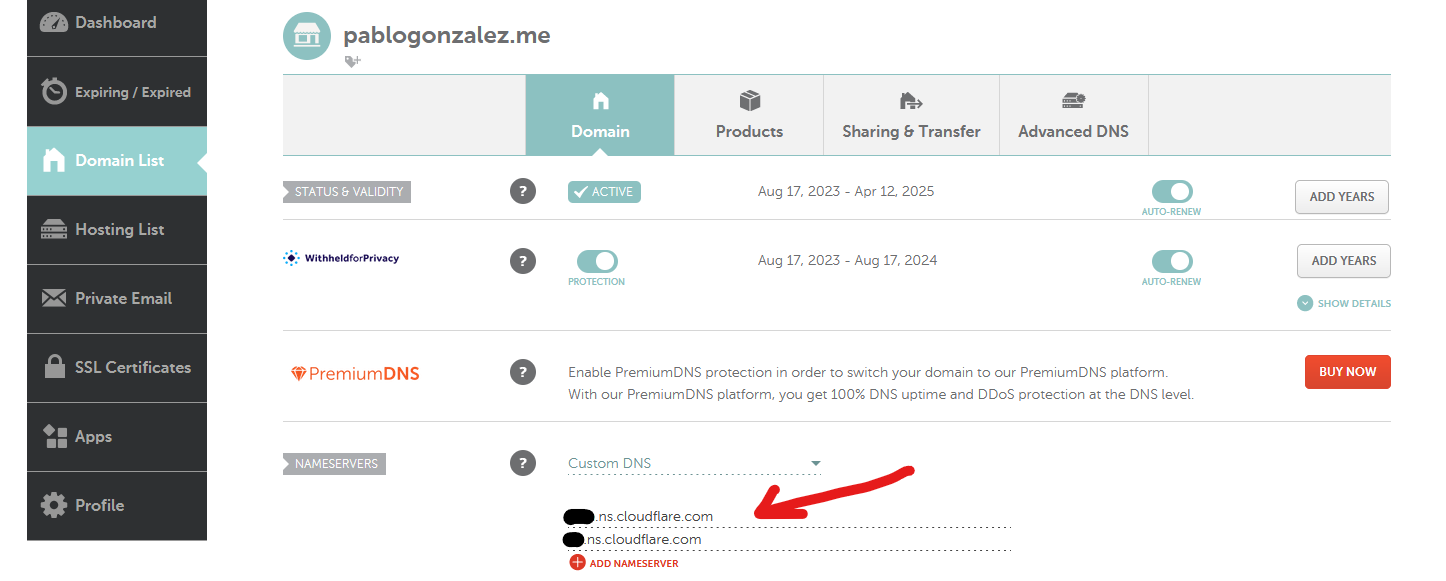 Dashboard
Expiring / Expired
Domain List
Hosting List
Private Email
SSL Certificates
Apps
Profile
pablogonzalez.me
Domain
Products
Sharing & Transfer
Advanced DNS
STATUS & VALIDITY
?
ACTIVE
Aug 17, 2023 - Apr 12, 2025
AUTO-RENEW
ADD YEARS
WithheldforPrivacy
?
PROTECTION
Aug 17, 2023 - Aug 17, 2024
AUTO-RENEW
ADD YEARS
SHOW DETAILS
PremiumDNS
?
Enable PremiumDNS protection in order to switch your domain to our PremiumDNS platform.
With our PremiumDNS platform, you get 100% DNS uptime and DDoS protection at the DNS level.
BUY NOW
NAMESERVERS
?
Custom DNS
.ns.cloudflare.com
.ns.cloudflare.com
ADD NAMESERVER